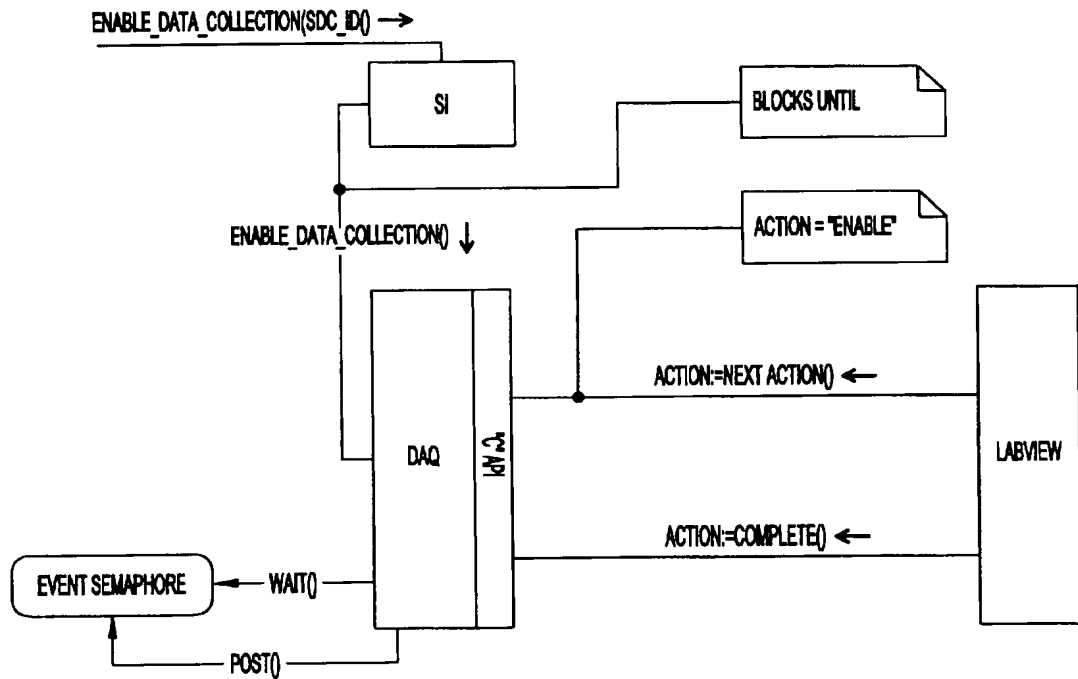 ENABLE_DATA_COLLECTION(SDC_ID()
SI
BLOCKS UNTIL
ENABLE_DATA_COLLECTION()
ACTION = "ENABLE"
ACTION:=NEXT ACTION()
DAQ
"C" API
LABVIEW
ACTION:=COMPLETE()
EVENT SEMAPHORE
WAIT()
POST()